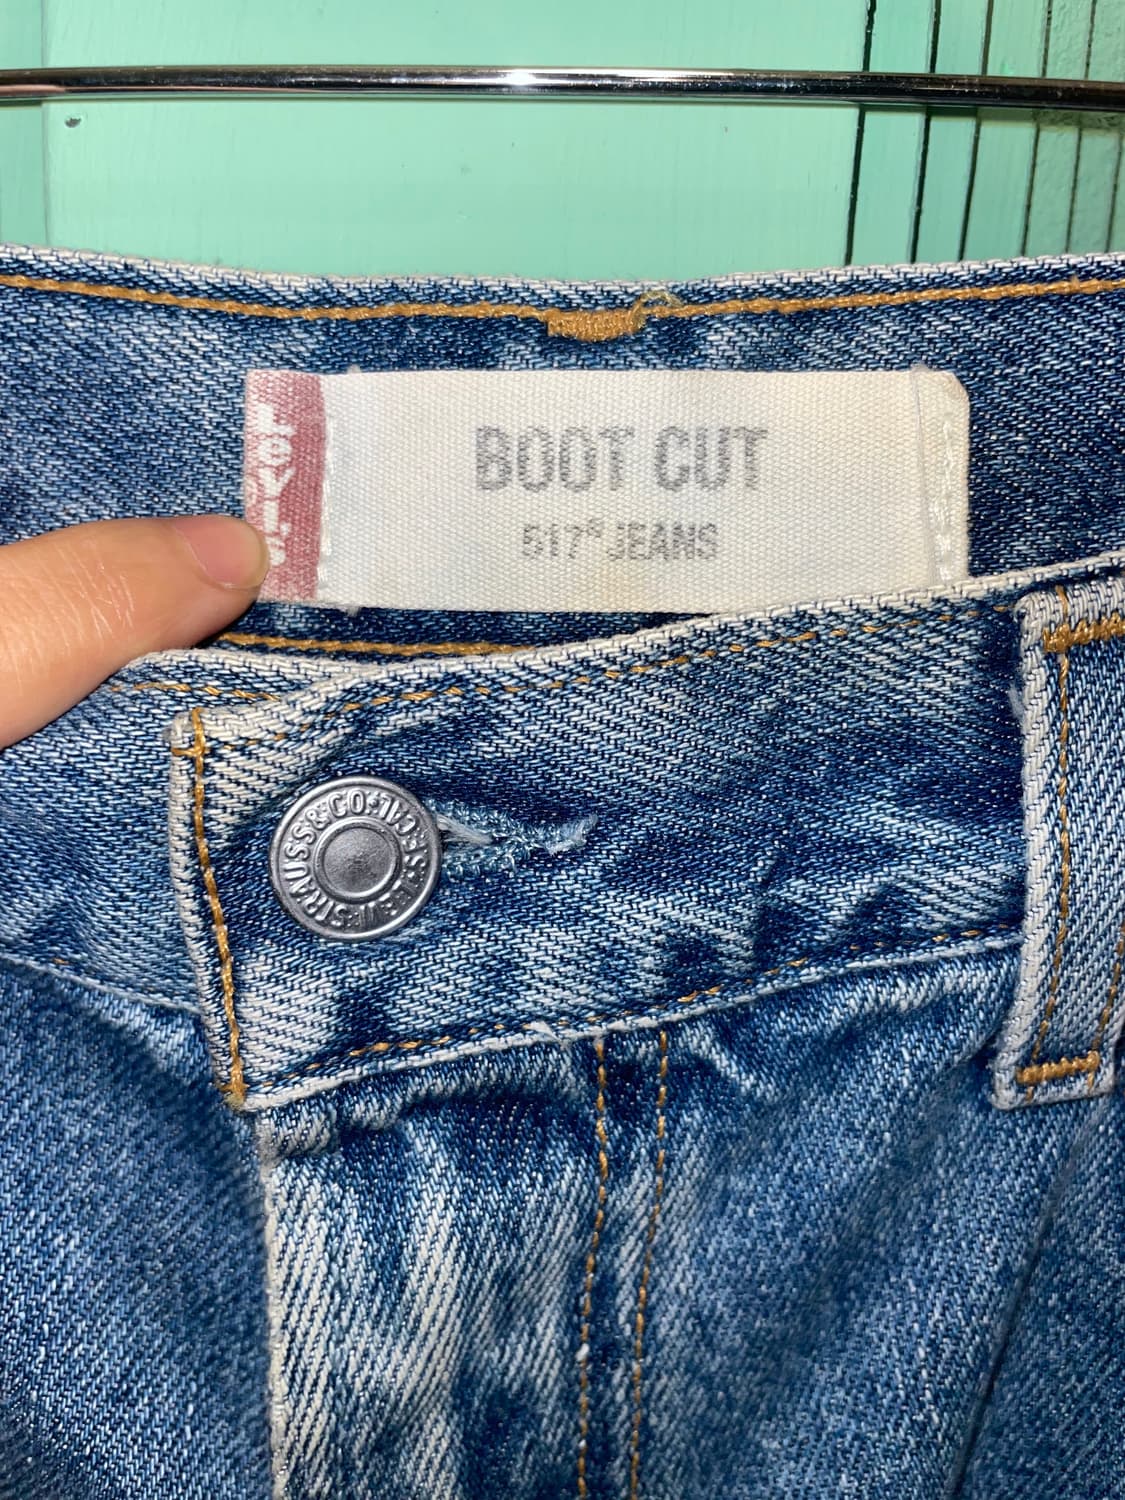 Levi's
BOOT CUT
517® JEANS
LEVI STRAUSS & CO S.F. CAL